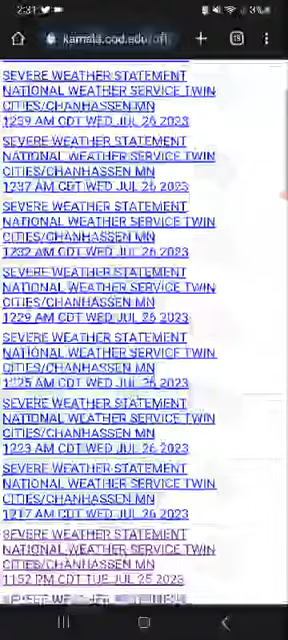 2:31
kamala.cod.edu/offs
SEVERE WEATHER STATEMENT
NATIONAL WEATHER SERVICE TWIN
CITIES/CHANHASSEN MN
1239 AM CDT WED JUL 26 2023
SEVERE WEATHER STATEMENT
NATIONAL WEATHER SERVICE TWIN
CITIES/CHANHASSEN MN
1237 AM CDT WED JUL 26 2023
SEVERE WEATHER STATEMENT
NATIONAL WEATHER SERVICE TWIN
CITIES/CHANHASSEN MN
1232 AM CDT WED JUL 26 2023
SEVERE WEATHER STATEMENT
NATIONAL WEATHER SERVICE TWIN
CITIES/CHANHASSEN MN
1229 AM CDT WED JUL 26 2023
SEVERE WEATHER STATEMENT
NATIONAL WEATHER SERVICE TWIN
CITIES/CHANHASSEN MN
1225 AM CDT WED JUL 26 2023
SEVERE WEATHER STATEMENT
NATIONAL WEATHER SERVICE TWIN
CITIES/CHANHASSEN MN
1223 AM CDT WED JUL 26 2023
SEVERE WEATHER STATEMENT
NATIONAL WEATHER SERVICE TWIN
CITIES/CHANHASSEN MN
1217 AM CDT WED JUL 26 2023
SEVERE WEATHER STATEMENT
NATIONAL WEATHER SERVICE TWIN
CITIES/CHANHASSEN MN
1152 PM CDT TUE JUL 25 2023